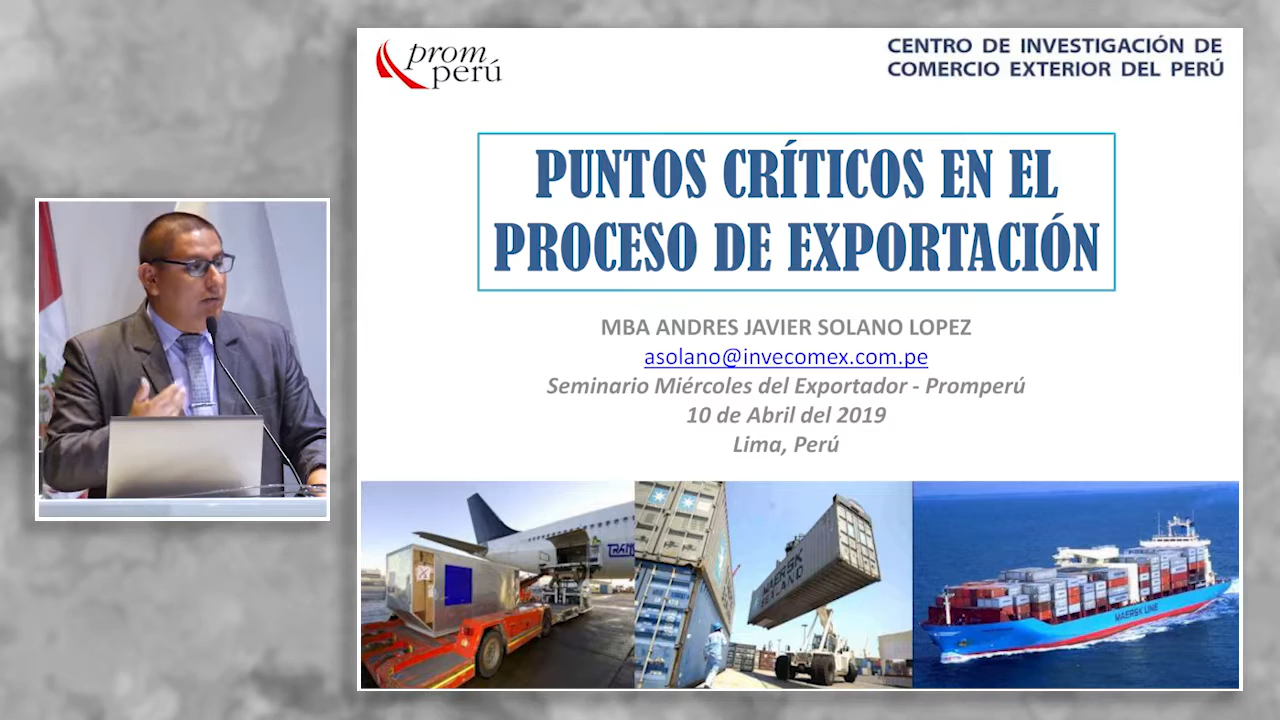 prom
perú
CENTRO DE INVESTIGACIÓN DE
COMERCIO EXTERIOR DEL PERÚ
PUNTOS CRÍTICOS EN EL
PROCESO DE EXPORTACIÓN
MBA ANDRES JAVIER SOLANO LOPEZ
asolano@invecomex.com.pe
Seminario Miércoles del Exportador - Promperú
10 de Abril del 2019
Lima, Perú
MAERSK
SEALAND
MAERSK LINE